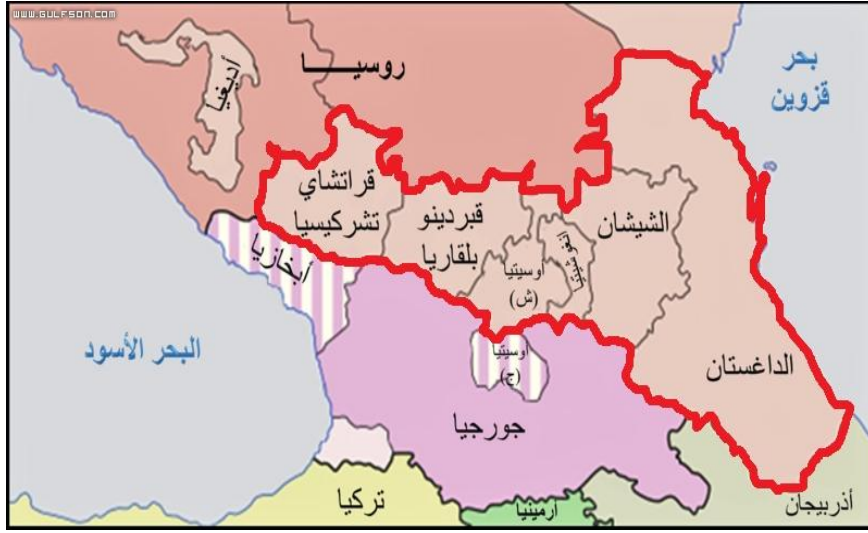 WWW.GULFSON.COM
روسيـــــا
بحر
قزوين
أديغيا
قراتشاي
تشركيسيا
قبردينو
بلقاريا
أوسيتيا
(ش)
انغوشيتيا
الشيشان
أبخازيا
البحر الأسود
أوسيتيا
(ج)
الداغستان
جورجيا
تركيا
أرمينيا
أذربيجان